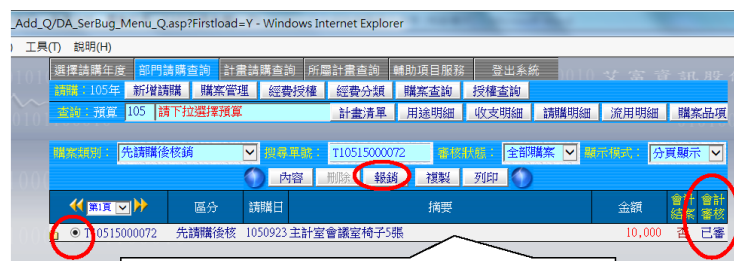 _Add_Q/DA_SerBug_Menu_Q.asp?Firstload=Y - Windows Internet Explorer
工具(T) 說明(H)
選擇請購年度 部門請購查詢 計畫請購查詢 所屬計畫查詢 輔助項目服務 登出系統
請購：105年 新增請購 購案管理 經費授權 經費分類 購案查詢 授權查詢
查詢：預算 105 請下拉選擇預算 計畫清單 用途明細 收支明細 請購明細 流用明細 購案品項
購案類別： 先請購後核銷 搜尋單號： T10515000072 審核狀態： 全部購案 顯示模式： 分頁顯示
內容 刪除 報銷 複製 列印
第1頁 區分 請購日 摘要 金額 會計結案 會計審核
T10515000072 先請購後核 1050923 主計室會議室椅子5張 10,000 否 已審